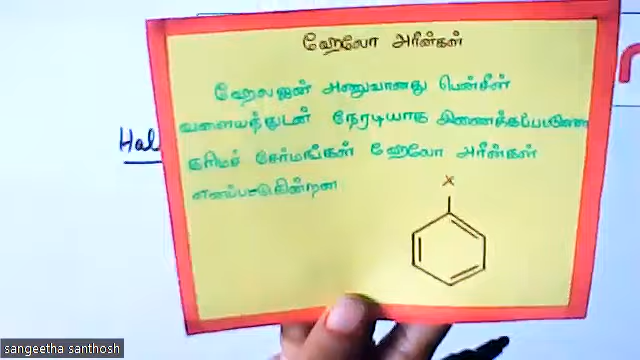 ஹேலோ அரீன்கள்
ஹேலஜன் அணுவானது பென்சீன்
வளையத்துடன் நேரடியாக இணைக்கப்பட்டுள்ள
கரிமச் சேர்மங்கள் ஹேலோ அரீன்கள்
எனப்படுகின்றன
X
Hal
sangeetha santhosh